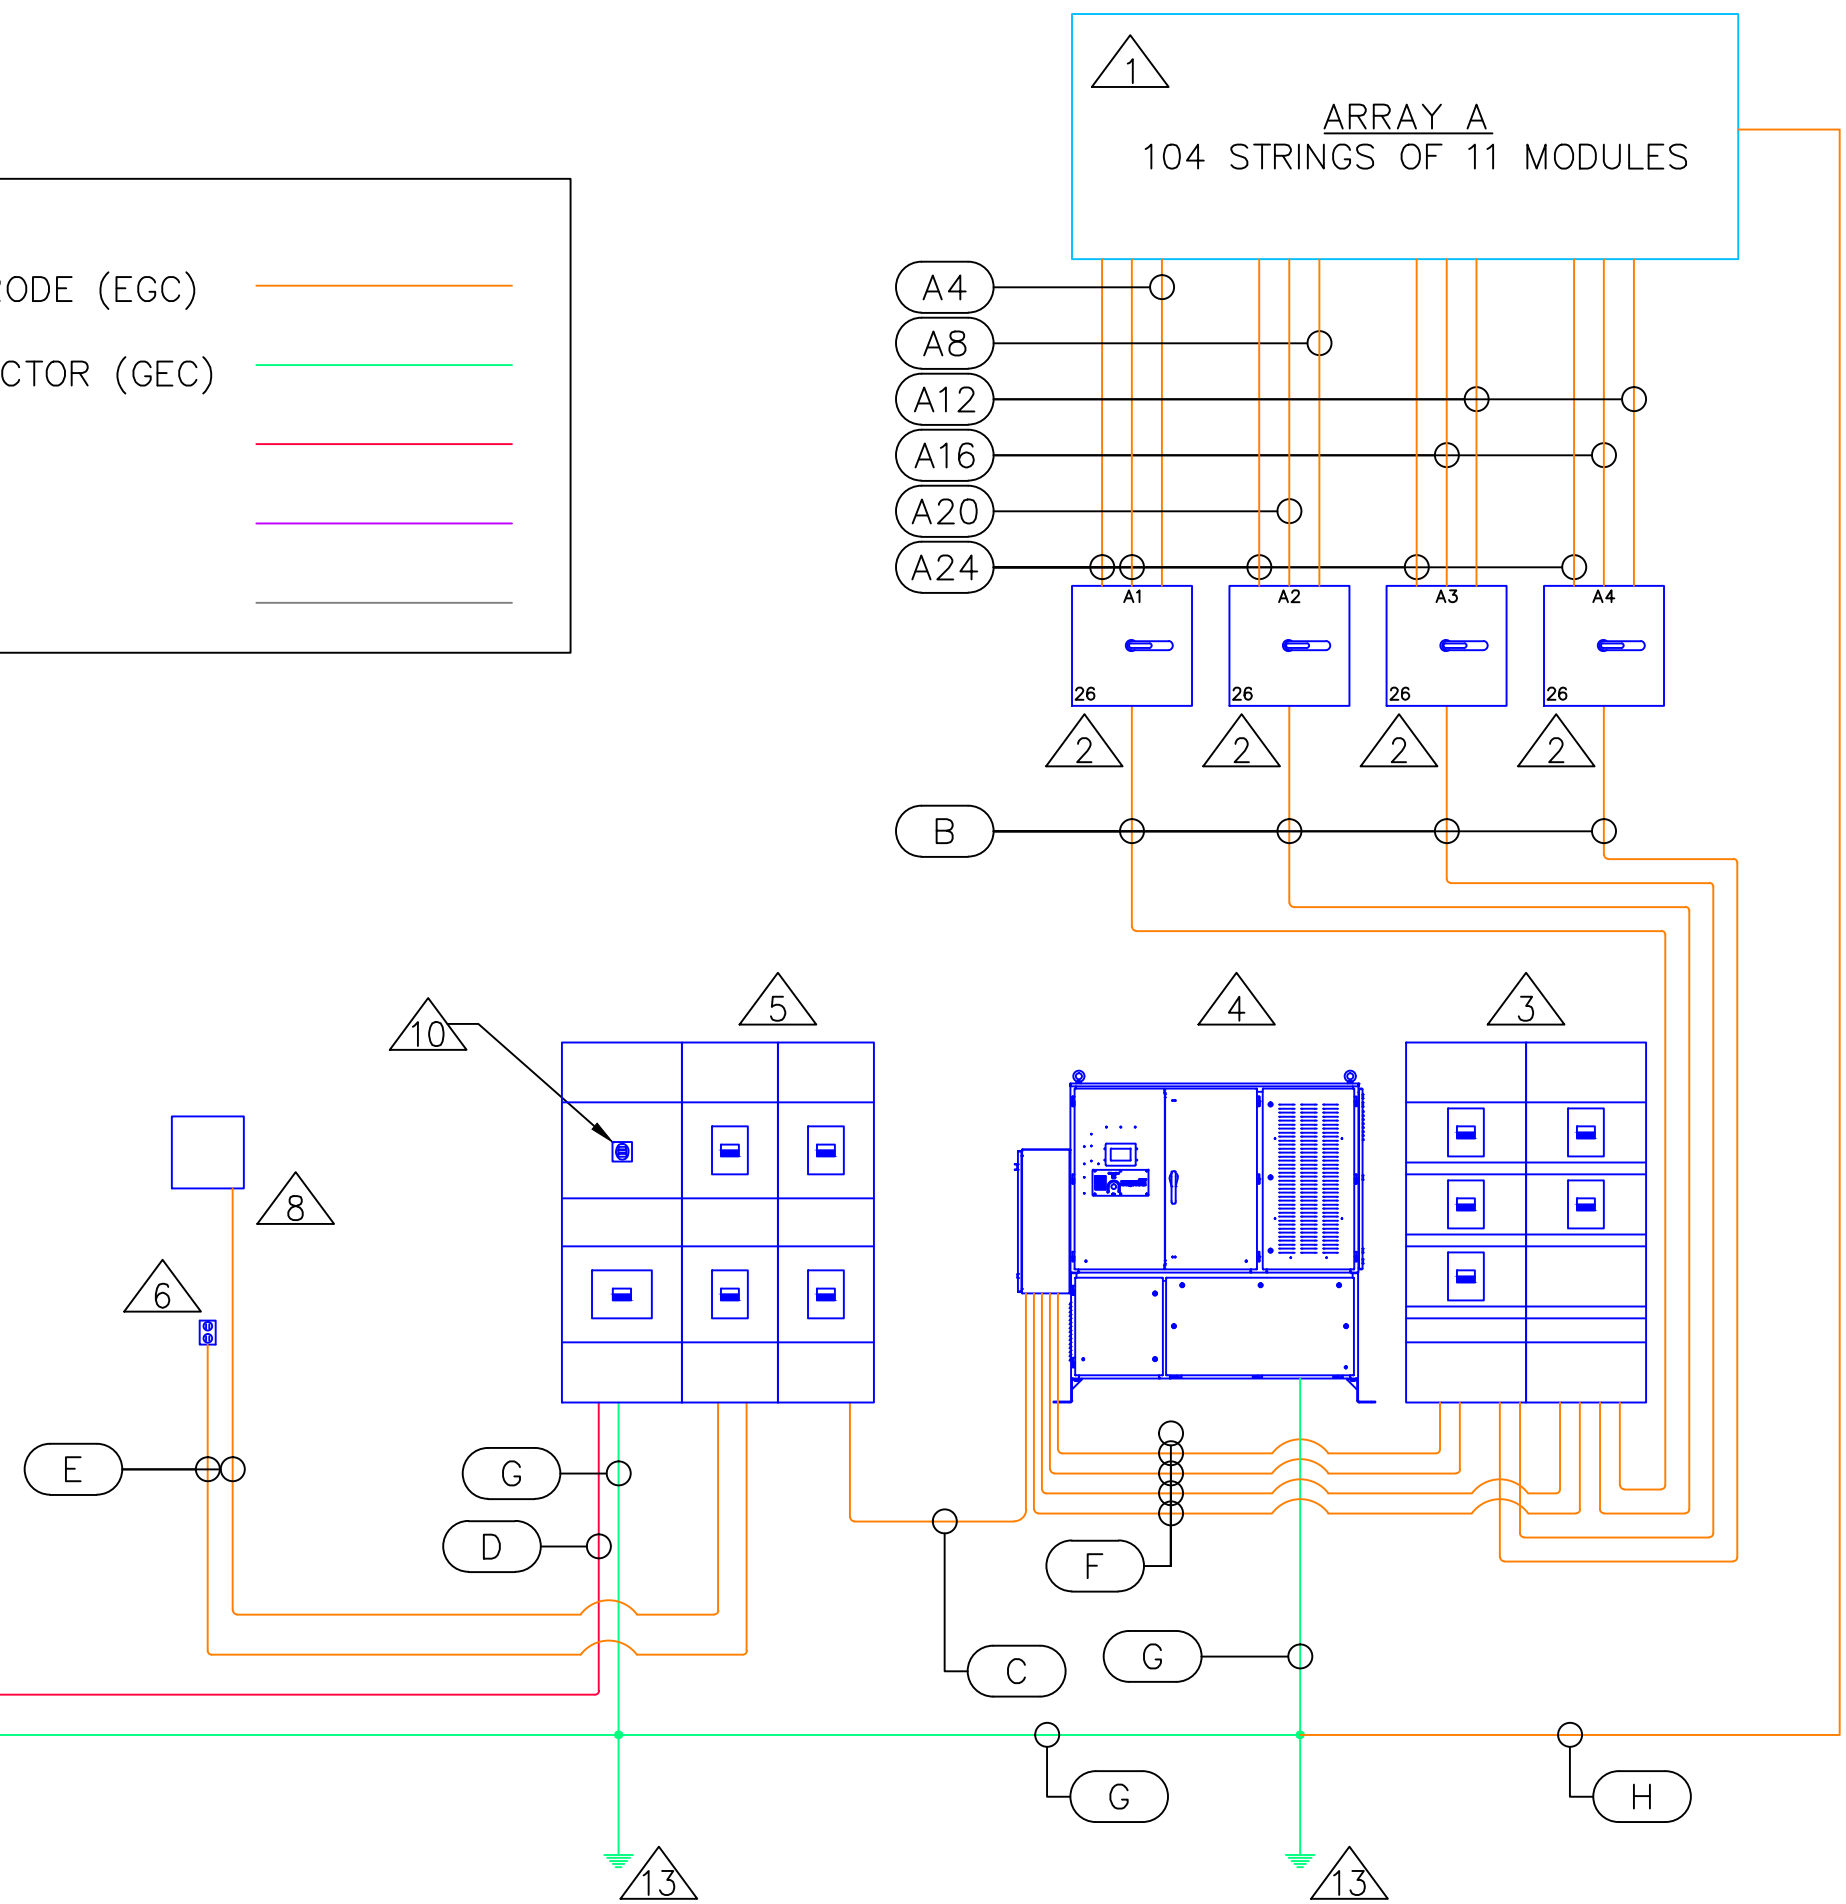 1
ARRAY A
104 STRINGS OF 11 MODULES
ODE (EGC)
CTOR (GEC)
A4
A8
A12
A16
A20
A24
A1 A2 A3 A4
26 26 26 26
2 2 2 2
B
10 5 4 3
8
6
E G
D
F
C G
G H
13 13